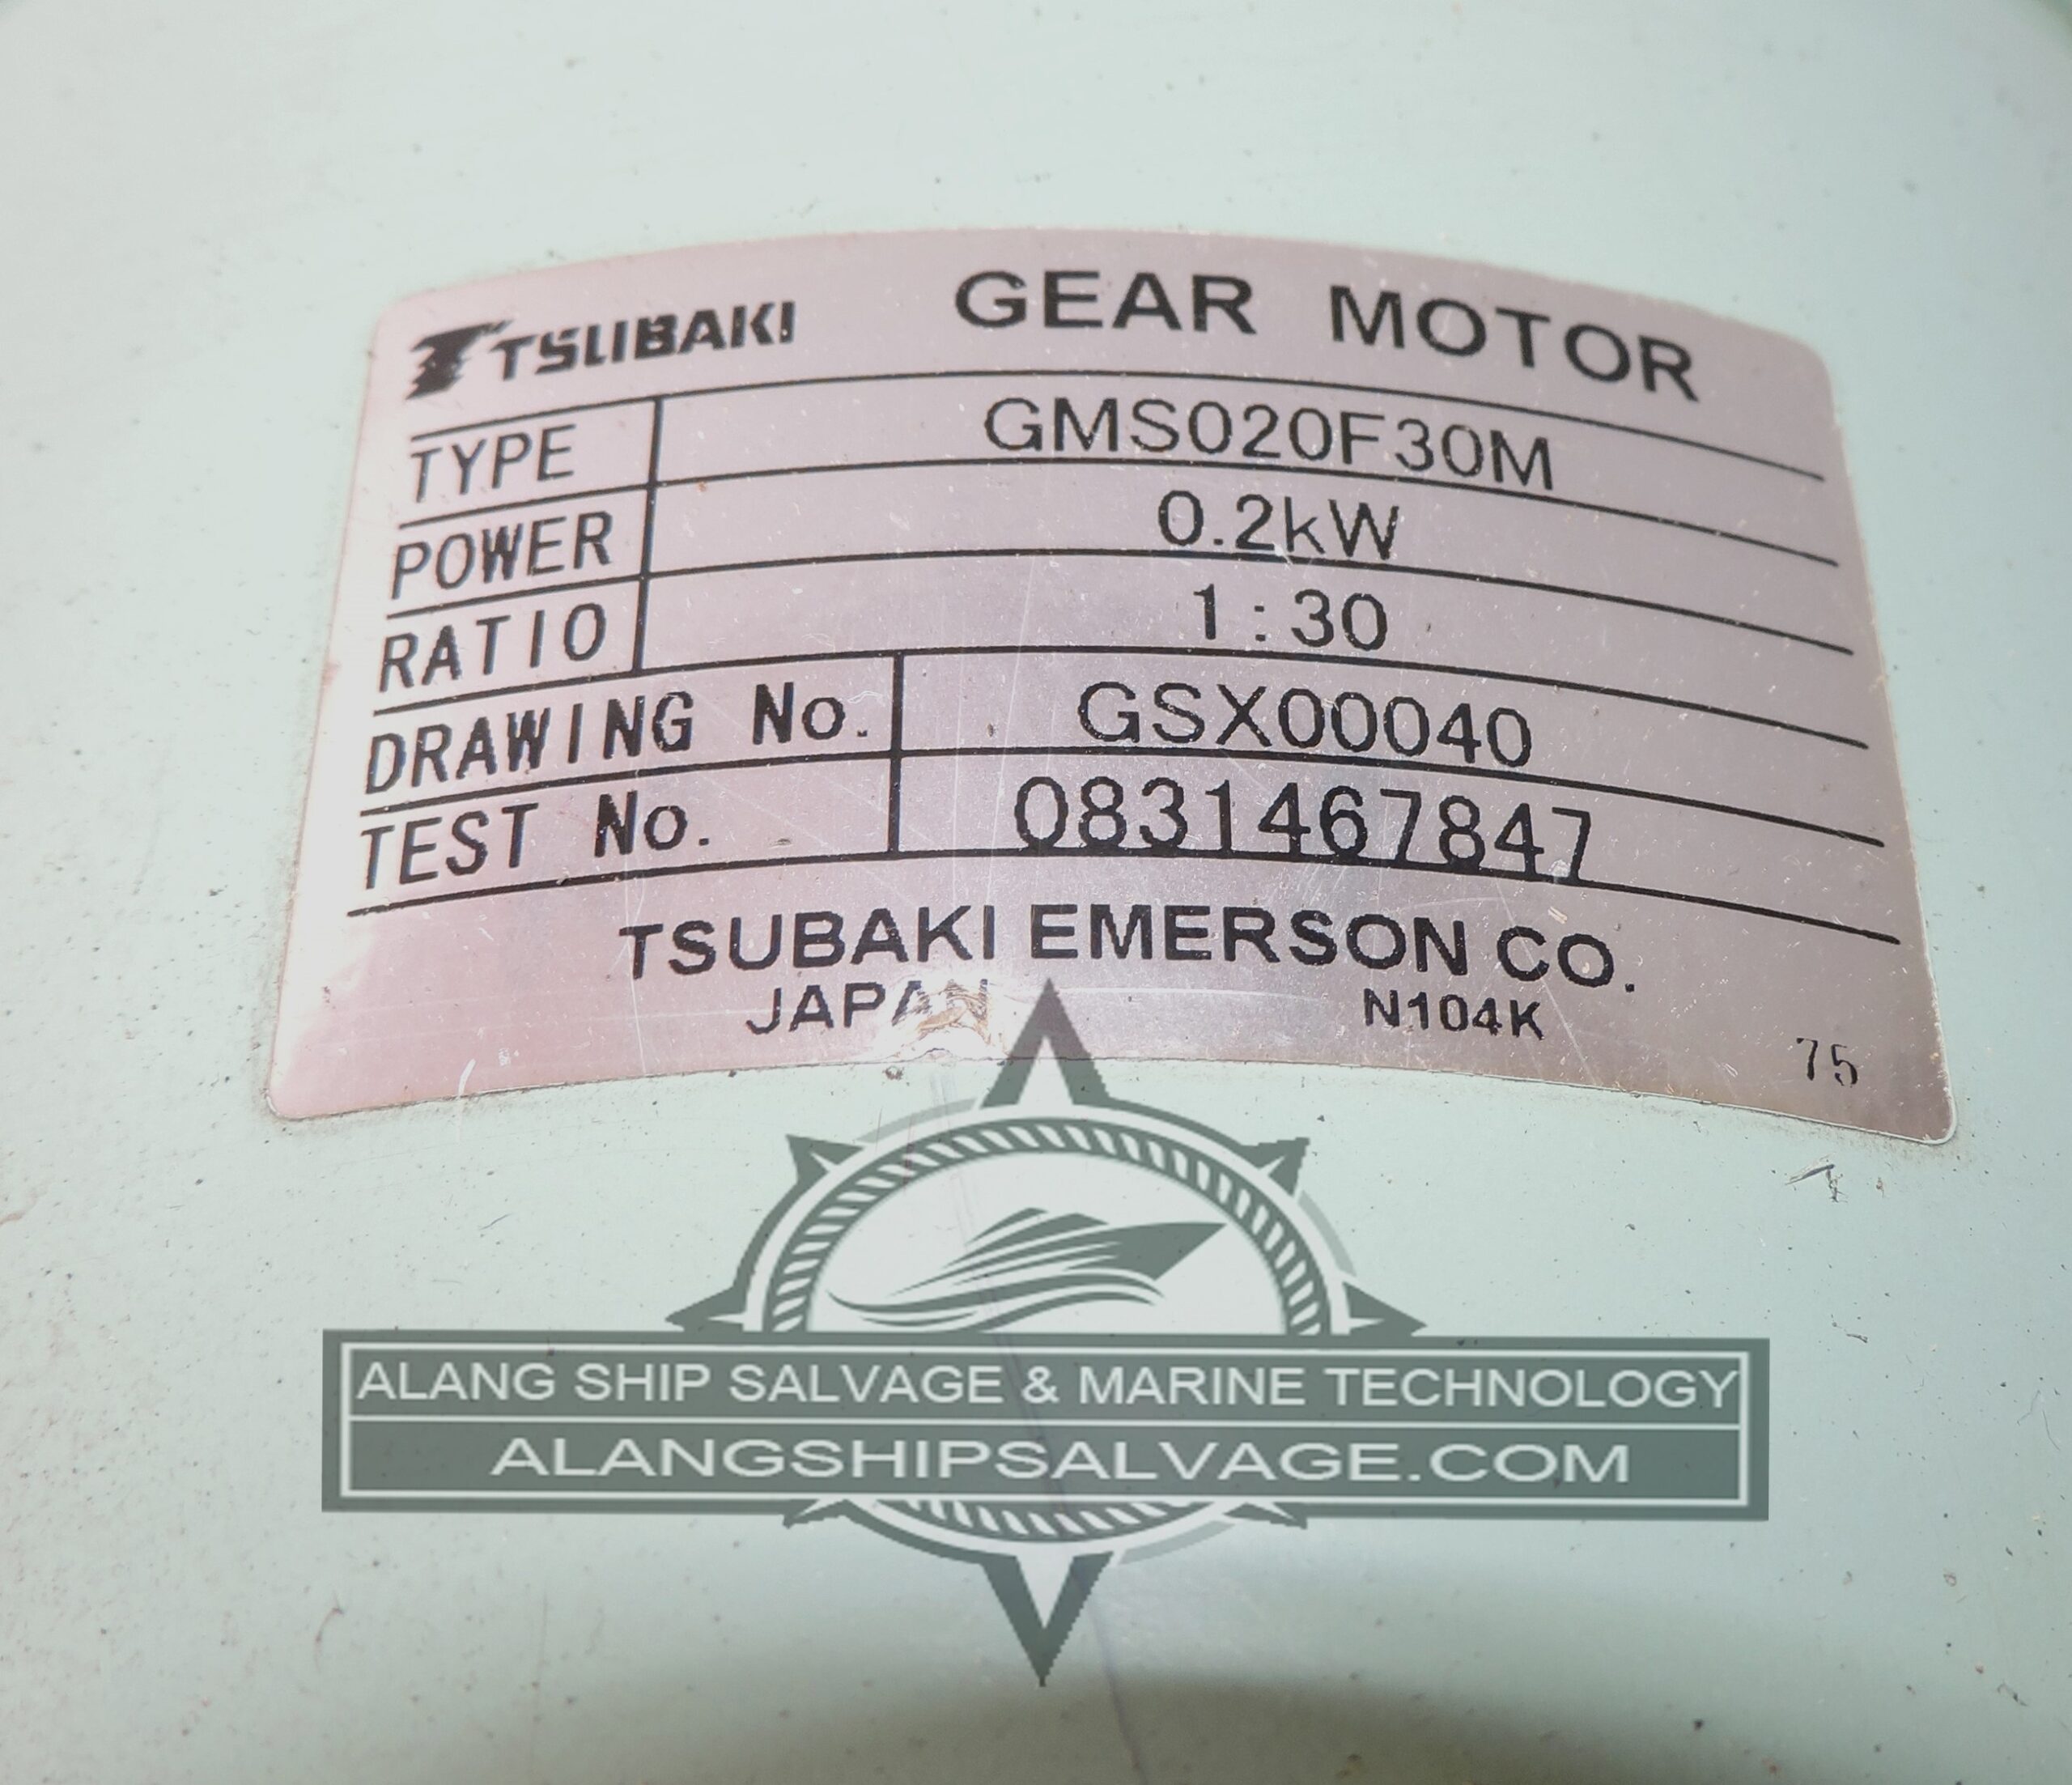 TSUBAKI GEAR MOTOR
TYPE GMS020F30M
POWER 0.2kW
RATIO 1:30
DRAWING No. GSX00040
TEST No. 0831467847
TSUBAKI EMERSON CO.
JAPAN N104K
75
ALANG SHIP SALVAGE & MARINE TECHNOLOGY
ALANGSHIPSALVAGE.COM